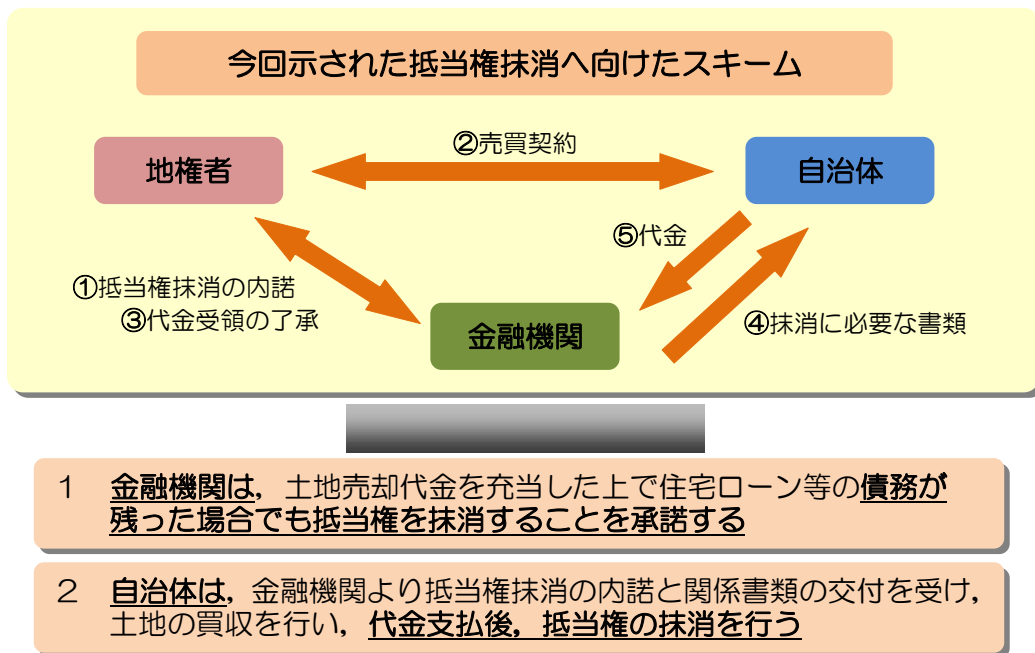 今回示された抵当権抹消へ向けたスキーム
②売買契約
地権者
自治体
⑤代金
①抵当権抹消の内諾
③代金受領の了承
金融機関
④抹消に必要な書類
１　金融機関は，土地売却代金を充当した上で住宅ローン等の債務が
残った場合でも抵当権を抹消することを承諾する
２　自治体は，金融機関より抵当権抹消の内諾と関係書類の交付を受け，
土地の買収を行い，代金支払後，抵当権の抹消を行う